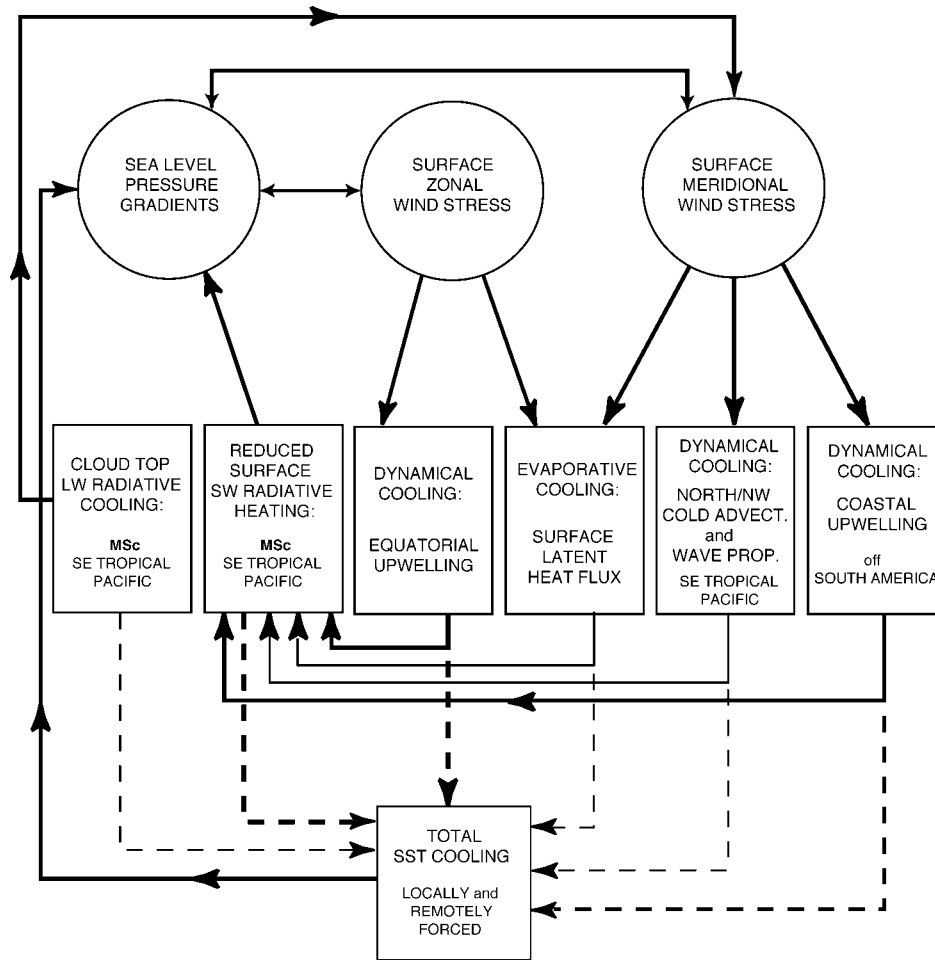 SEA LEVEL
PRESSURE
GRADIENTS
SURFACE
ZONAL
WIND STRESS
SURFACE
MERIDIONAL
WIND STRESS
CLOUD TOP
LW RADIATIVE
COOLING:
MSc
SE TROPICAL
PACIFIC
REDUCED
SURFACE
SW RADIATIVE
HEATING:
MSc
SE TROPICAL
PACIFIC
DYNAMICAL
COOLING:
EQUATORIAL
UPWELLING
EVAPORATIVE
COOLING:
SURFACE
LATENT
HEAT FLUX
DYNAMICAL
COOLING:
NORTH/NW
COLD ADVECT.
and
WAVE PROP.
SE TROPICAL
PACIFIC
DYNAMICAL
COOLING:
COASTAL
UPWELLING
off
SOUTH AMERICA
TOTAL
SST COOLING
LOCALLY and
REMOTELY
FORCED